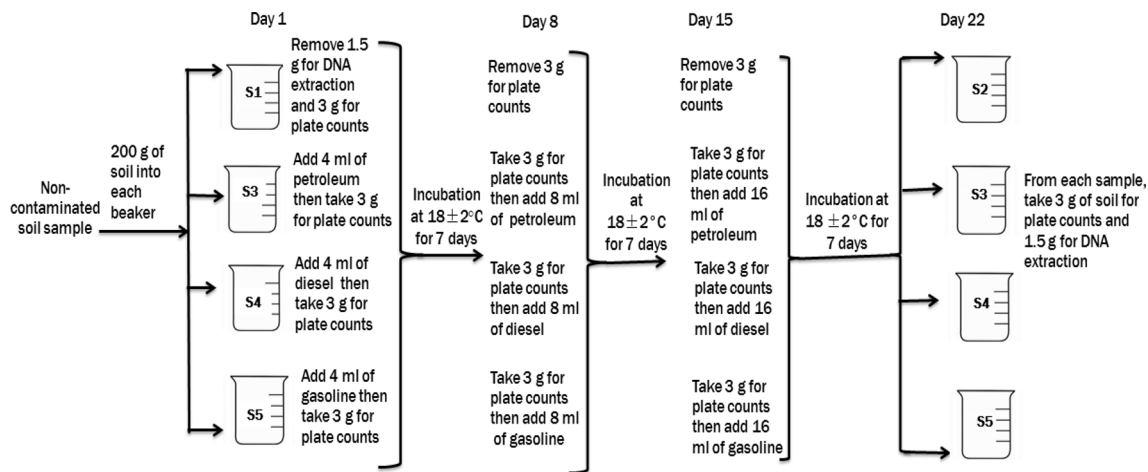 Day 1
Day 8
Day 15
Day 22
Non-
contaminated
soil sample
200 g of
soil into
each
beaker
S1
Remove 1.5
g for DNA
extraction
and 3 g for
plate counts
S3
Add 4 ml of
petroleum
then take 3 g
for plate counts
S4
Add 4 ml of
diesel then
take 3 g for
plate counts
S5
Add 4 ml of
gasoline then
take 3 g for
plate counts
Incubation
at 18±2°C
for 7 days
Remove 3 g
for plate
counts
Take 3 g for
plate counts
then add 8 ml
of petroleum
Take 3 g for
plate counts
then add 8 ml
of diesel
Take 3 g for
plate counts
then add 8 ml
of gasoline
Incubation
at
18±2°C
for 7 days
Remove 3 g
for plate
counts
Take 3 g for
plate counts
then add 16
ml of
petroleum
Take 3 g for
plate counts
then add 16
ml of diesel
Take 3 g for
plate counts
then add 16
ml of gasoline
Incubation at
18 ±2°C for
7 days
S2
S3
S4
S5
From each sample,
take 3 g of soil for
plate counts and
1.5 g for DNA
extraction